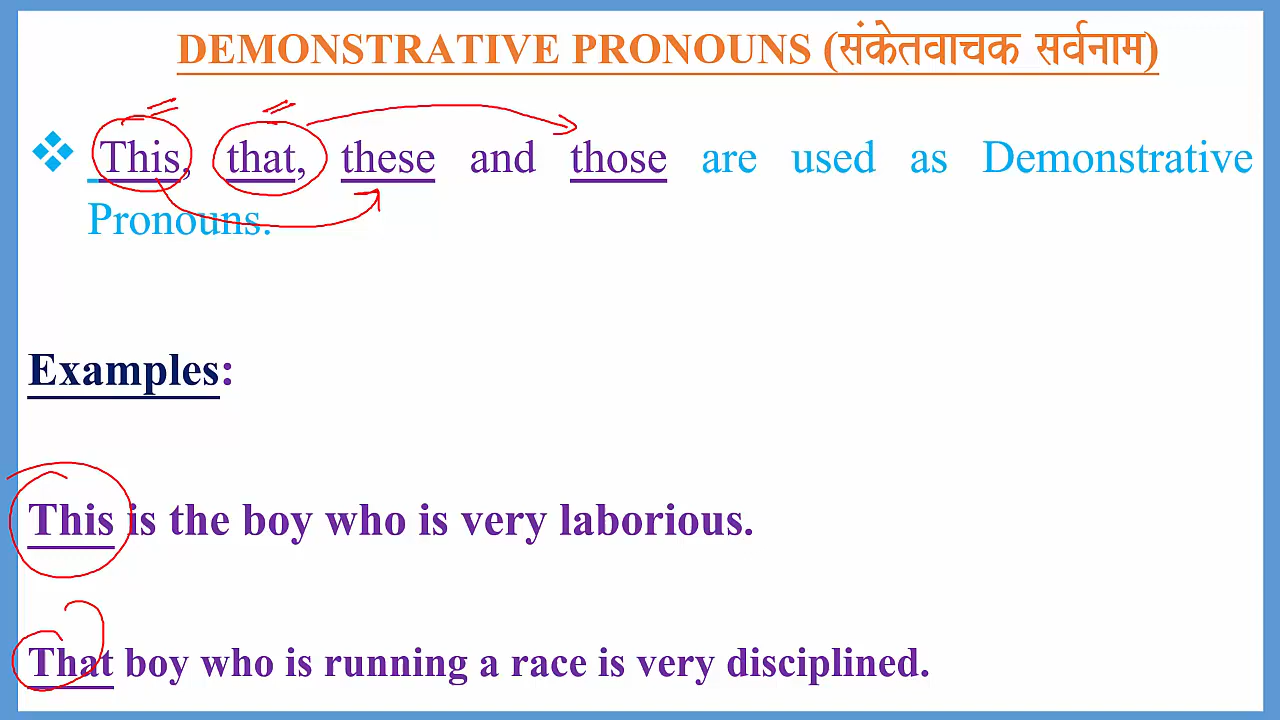 DEMONSTRATIVE PRONOUNS (संकेतवाचक सर्वनाम)
This, that, these and those are used as Demonstrative
Pronouns.
Examples:
This is the boy who is very laborious.
That boy who is running a race is very disciplined.